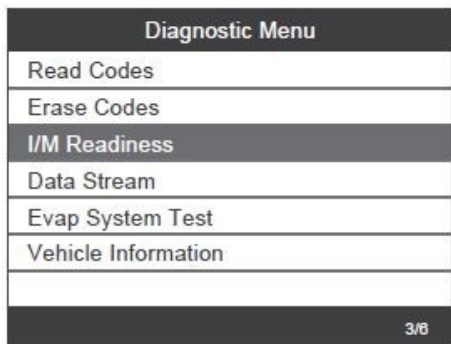 Diagnostic Menu
Read Codes
Erase Codes
I/M Readiness
Data Stream
Evap System Test
Vehicle Information
3/6